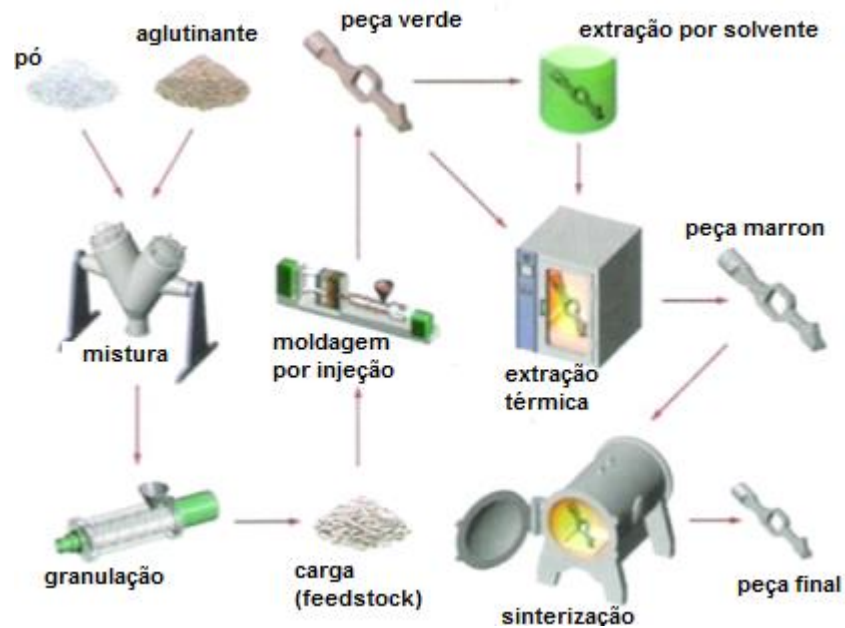 pó
aglutinante
peça verde
extração por solvente
mistura
moldagem
por injeção
extração
térmica
peça marron
granulação
carga
(feedstock)
sinterização
peça final